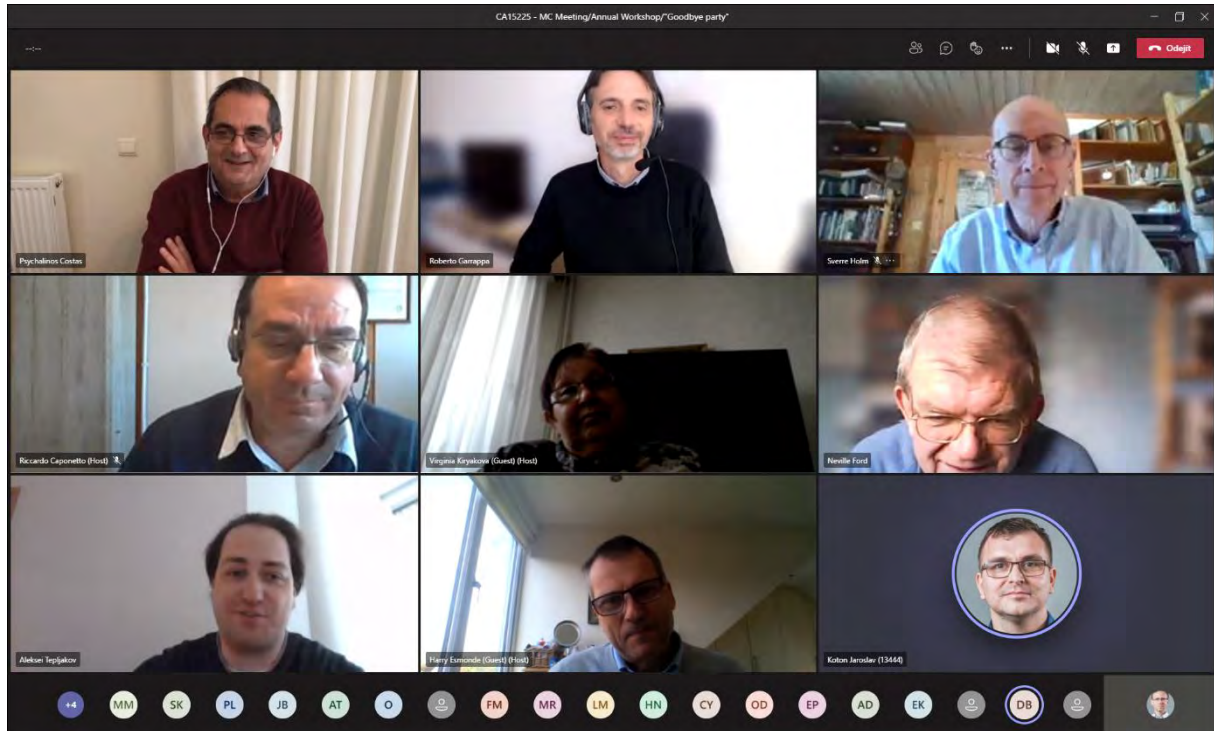 CA15225 - MC Meeting/Annual Workshop/"Goodbye party"
--:--
Odejít
Psychalinos Costas
Roberto Garrappa
Sverre Holm
Riccardo Caponetto (Host)
Virginia Kiryakova (Guest) (Host)
Neville Ford
Aleksei Tepljakov
Harry Esmonde (Guest) (Host)
Koton Jaroslav (13444)
+4 MM SK PL JB AT O FM MR LM HN CY OD EP AD EK DB